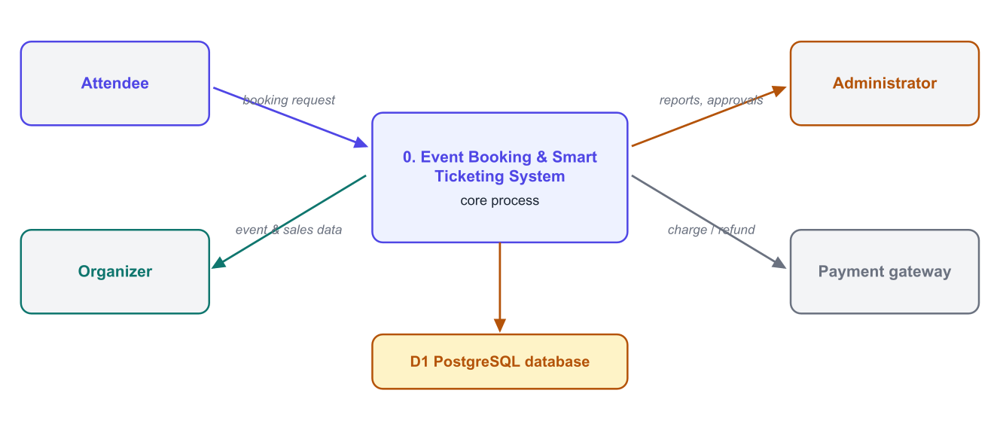 Attendee
Administrator
booking request
reports, approvals
0. Event Booking & Smart
Ticketing System
core process
event & sales data
charge / refund
Organizer
Payment gateway
D1 PostgreSQL database